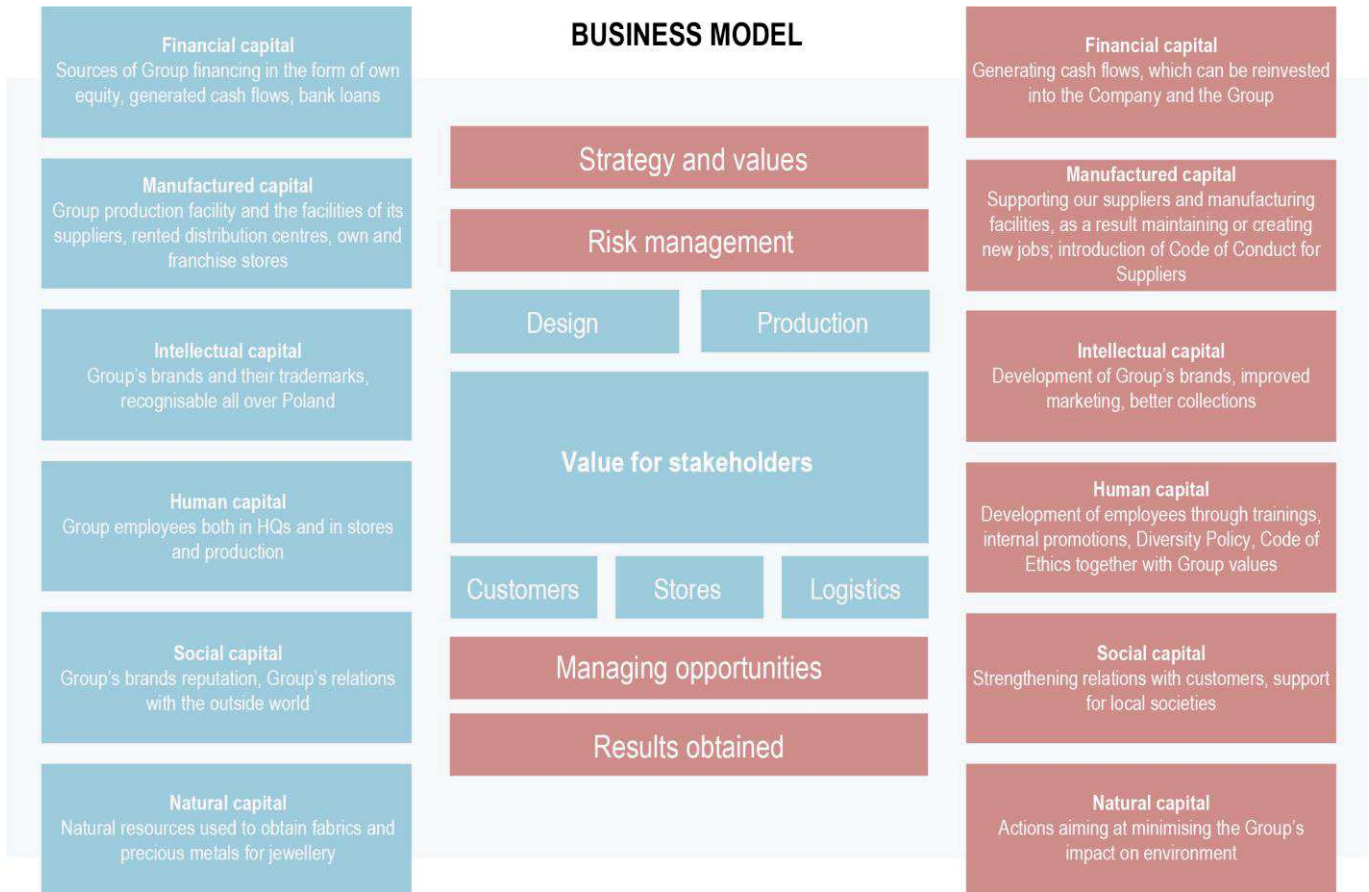 BUSINESS MODEL
Financial capital
Sources of Group financing in the form of own
equity, generated cash flows, bank loans
Manufactured capital
Group production facility and the facilities of its
suppliers, rented distribution centres, own and
franchise stores
Intellectual capital
Group's brands and their trademarks,
recognisable all over Poland
Human capital
Group employees both in HQs and in stores
and production
Social capital
Group's brands reputation, Group's relations
with the outside world
Natural capital
Natural resources used to obtain fabrics and
precious metals for jewellery
Strategy and values
Risk management
Design
Production
Value for stakeholders
Customers
Stores
Logistics
Managing opportunities
Results obtained
Financial capital
Generating cash flows, which can be reinvested
into the Company and the Group
Manufactured capital
Supporting our suppliers and manufacturing
facilities, as a result maintaining or creating
new jobs; introduction of Code of Conduct for
Suppliers
Intellectual capital
Development of Group's brands, improved
marketing, better collections
Human capital
Development of employees through trainings,
internal promotions, Diversity Policy, Code of
Ethics together with Group values
Social capital
Strengthening relations with customers, support
for local societies
Natural capital
Actions aiming at minimising the Group's
impact on environment